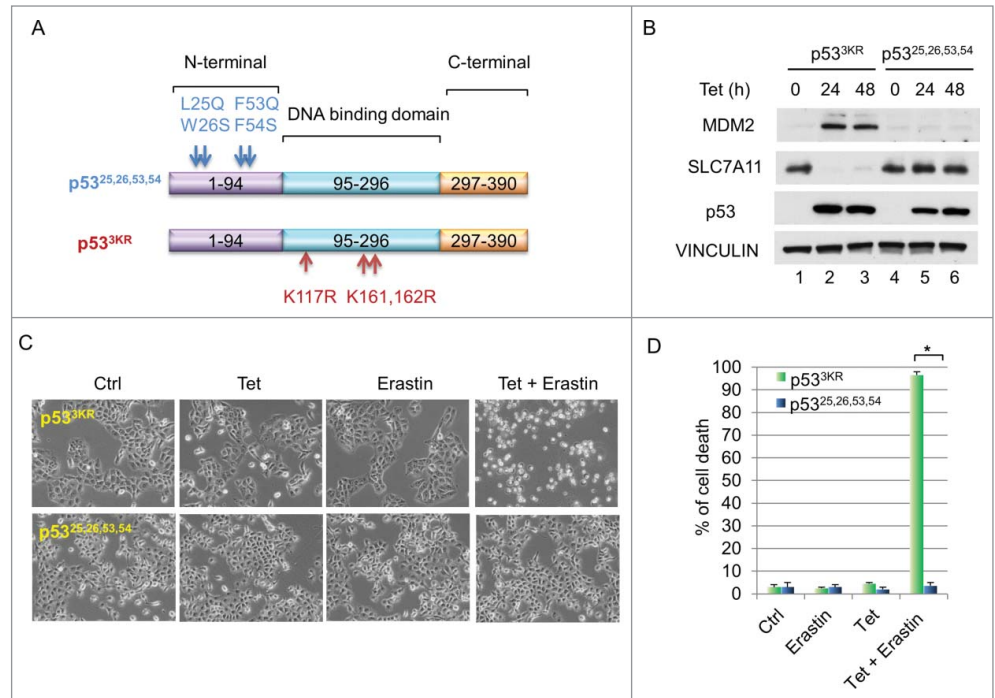 A
N-terminal
C-terminal
L25Q F53Q
W26S F54S
DNA binding domain
p53^25,26,53,54
1-94 95-296 297-390
p53^3KR
1-94 95-296 297-390
K117R K161,162R
B
p53^3KR p53^25,26,53,54
Tet (h) 0 24 48 0 24 48
MDM2
SLC7A11
p53
VINCULIN
1 2 3 4 5 6
C
Ctrl Tet Erastin Tet + Erastin
p53^3KR
p53^25,26,53,54
D
*
p53^3KR
p53^25,26,53,54
% of cell death
100
90
80
70
60
50
40
30
20
10
0
Ctrl
Erastin
Tet
Tet + Erastin